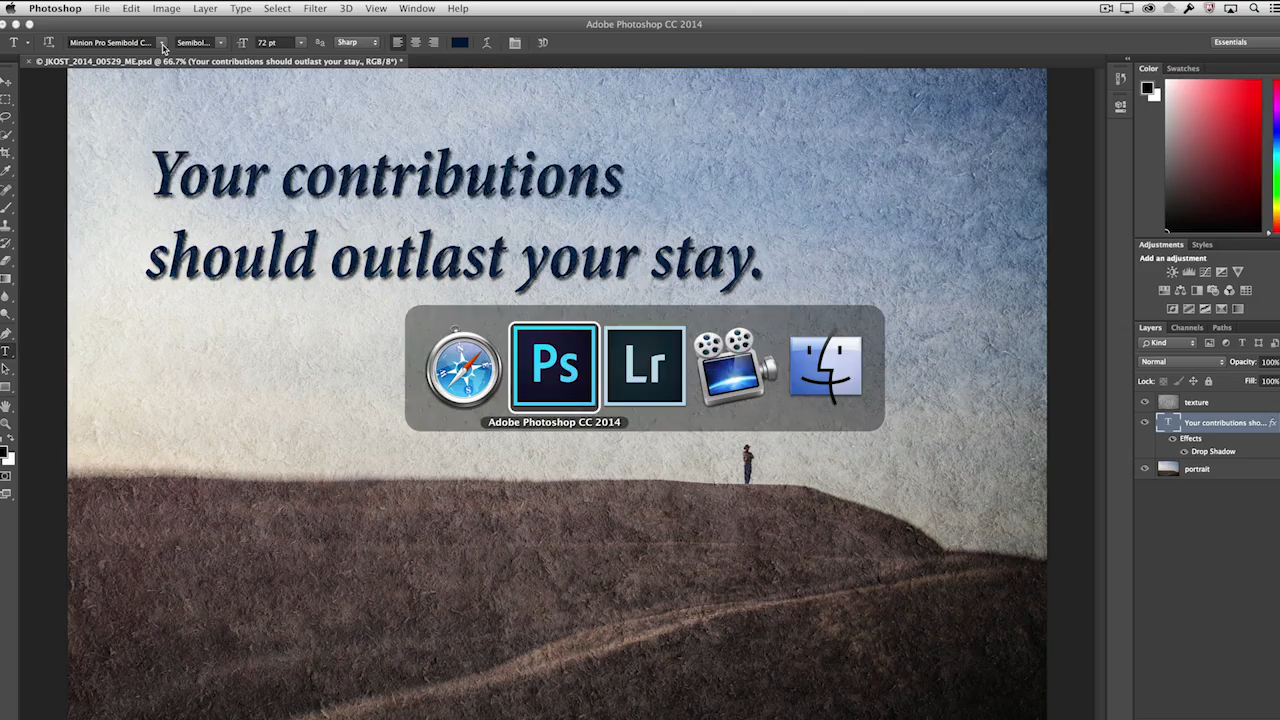 Photoshop File Edit Image Layer Type Select Filter 3D View Window Help
Adobe Photoshop CC 2014
T Minion Pro Semibold C... Semibol... 72 pt Sharp 3D Essentials
× © JKOST_2014_00529_ME.psd @ 66.7% (Your contributions should outlast your stay., RGB/8*) *
Color Swatches
Your contributions
should outlast your stay.
Adjustments Styles
Add an adjustment
Layers Channels Paths
Kind
Normal Opacity: 100%
Lock: Fill: 100%
texture
T Your contributions sho... fx
Effects
Drop Shadow
portrait
Ps Lr
Adobe Photoshop CC 2014